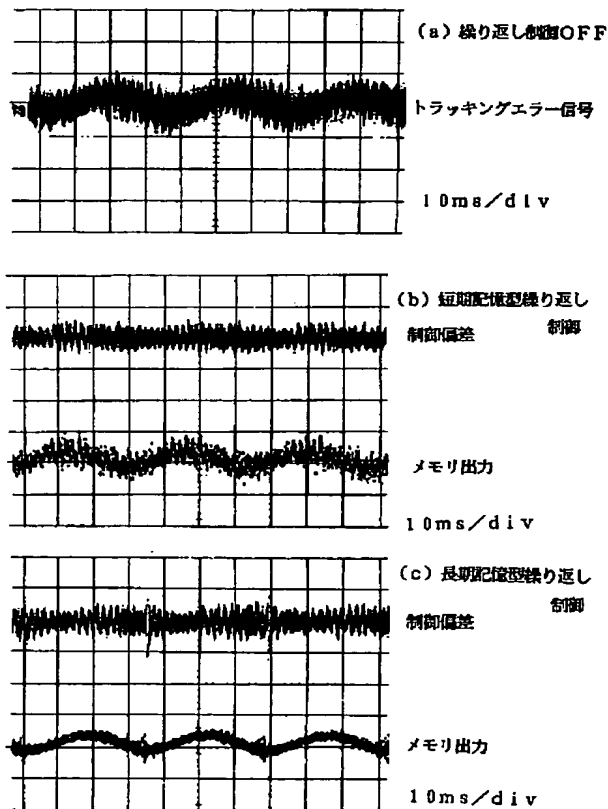 (a) 繰り返し制御OFF
トラッキングエラー信号
10ms/div
(b) 短期記憶型繰り返し
制御
制御偏差
メモリ出力
10ms/div
(c) 長期記憶型繰り返し
制御
制御偏差
メモリ出力
10ms/div